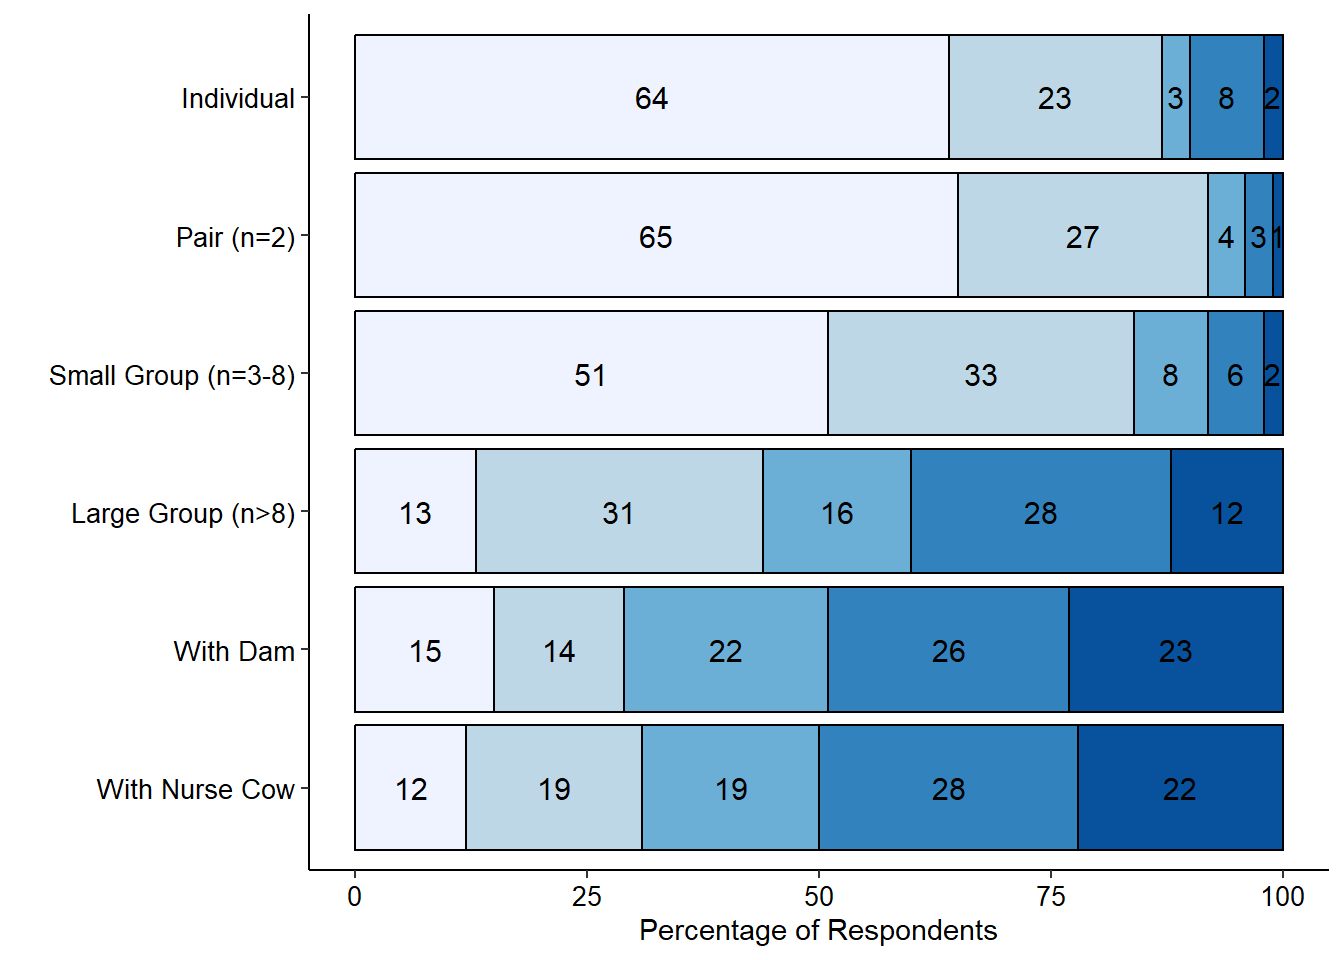 Individual 64 23 3 8 2
Pair (n=2) 65 27 4 3 1
Small Group (n=3-8) 51 33 8 6 2
Large Group (n>8) 13 31 16 28 12
With Dam 15 14 22 26 23
With Nurse Cow 12 19 19 28 22
0 25 50 75 100
Percentage of Respondents